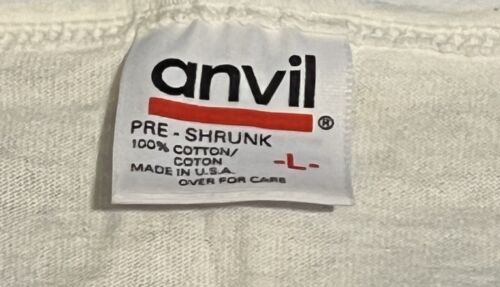 anvil®
PRE - SHRUNK
100% COTTON/
COTON
-L-
MADE IN U.S.A.
OVER FOR CARE